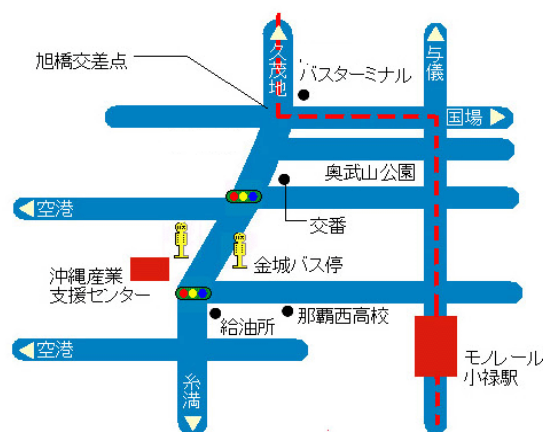 久茂地
与儀
旭橋交差点
バスターミナル
国場
奥武山公園
空港
交番
金城バス停
沖縄産業
支援センター
給油所
那覇西高校
空港
モノレール
小禄駅
糸満